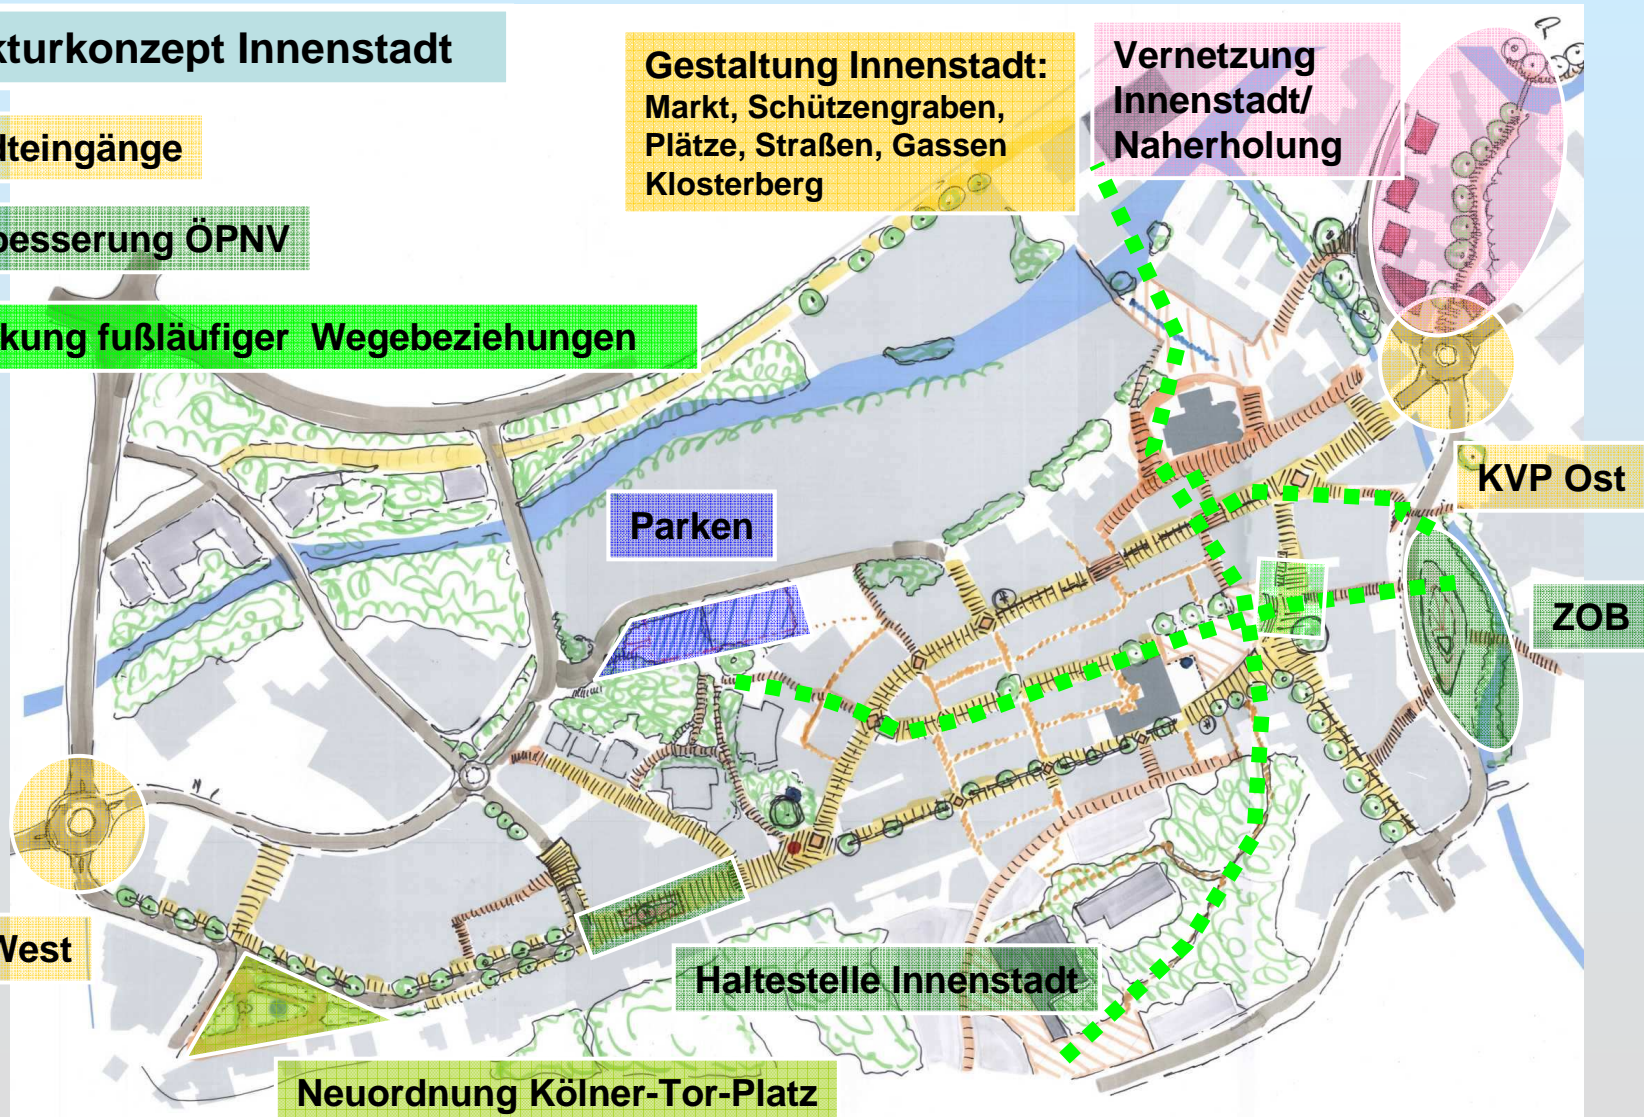 kturkonzept Innenstadt
dteingänge
besserung ÖPNV
kung fußläufiger Wegebeziehungen
Gestaltung Innenstadt:
Markt, Schützengraben,
Plätze, Straßen, Gassen
Klosterberg
Vernetzung
Innenstadt/
Naherholung
KVP Ost
Parken
ZOB
West
Haltestelle Innenstadt
Neuordnung Kölner-Tor-Platz